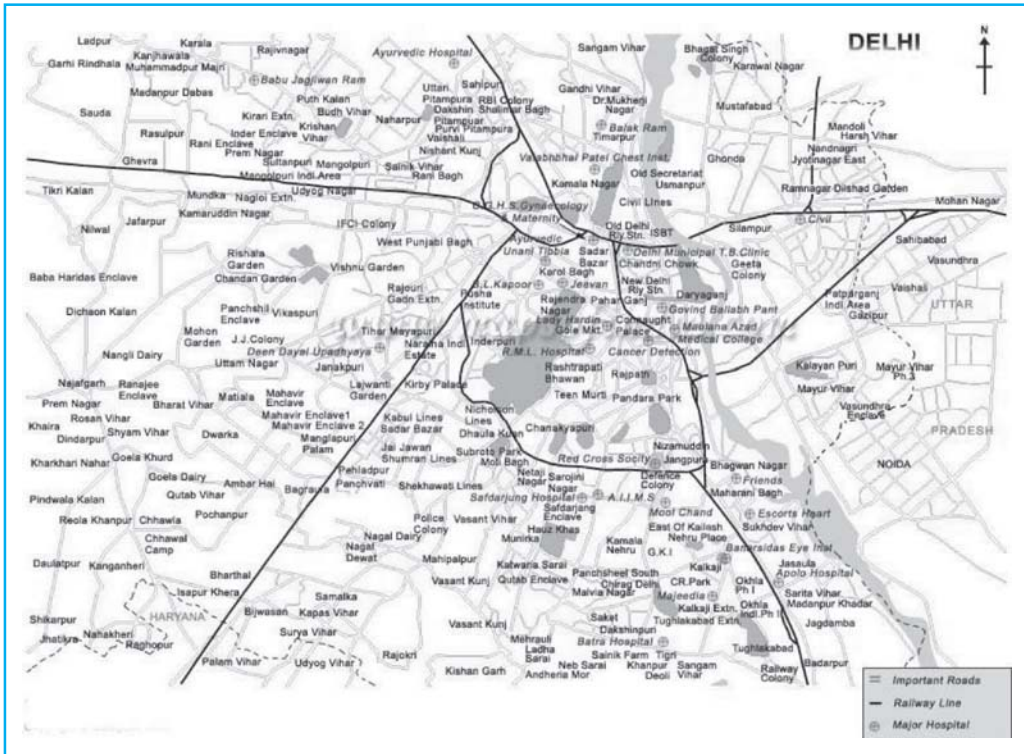 DELHI
N
Ladpur
Karala
Garhi Rindhala
Kanjhawala
Muhammadpur Majri
Rajivnagar
Babu Jagjiwan Ram
Madanpur Dabas
Sauda
Rasulpur
Ghevra
Puth Kalan
Kirari Extn.
Budh Vihar
Inder Enclave
Krishan
Vihar
Rani Enclave
Prem Nagar
Sultanpuri
Mangolpuri
Mangolpuri Indl.Area
Ayurvedic Hospital
Uttari
Pitampura
Sahipur
RBI Colony
Dakshin
Shalimar Bagh
Pitampuar
Naharpur
Purvi Pitampura
Vaishali
Nishant Kunj
Sainik Vihar
Rani Bagh
Sangam Vihar
Gandhi Vihar
Dr.Mukherji
Nagar
Balak Ram
Timarpur
Vallabhbhai Patel Chest Inst.
Kamala Nagar
Old Secretariat
Usmanpur
Civil Lines
Bhagat Singh
Colony
Karawal Nagar
Mustafabad
Ghonda
Mandoli
Harsh Vihar
Nandnagri
Jyotinagar East
Ramnagar
Dilshad Garden
Mohan Nagar
Civil
Silampur
Sahibabad
Vasundhra
Vaishali
Geeta
Colony
Patparganj
Indl Area
Gazipur
UTTAR
PRADESH
Tikri Kalan
Mundka
Nagloi Extn.
Udyog Nagar
Kamaruddin Nagar
Jafarpur
Nilwal
IFCI-Colony
West Punjabi Bagh
G.G.H.S.Gynaecology
& Maternity
Ayurvedic
Unani Tibbia
Old Delhi
Rly Stn.
ISBT
Sadar
Bazar
Delhi Municipal T.B.Clinic
Chandni Chowk
Karol Bagh
New Delhi
Rly Stn.
Daryaganj
B.L.Kapoor
Jeevan
Rishala
Garden
Chandan Garden
Vishnu Garden
Baba Haridas Enclave
Dichaon Kalan
Panchshil
Enclave
Vikaspuri
Rajouri
Gadn Extn.
Pusha
Institute
Rajendra
Nagar
Pahar Ganj
Govind Ballabh Pant
Lady Hardin
Gole Mkt.
Connaught
Palace
Maulana Azad
Medical College
Mohon
Garden
J.J.Colony
Tihar
Mayapuri
Naraina Indl.
Estate
Inderpuri
Nangli Dairy
Deen Dayal Upadhyaya
Uttam Nagar
Janakpuri
R.M.L. Hospital
Cancer Detection
Rashtrapati
Bhawan
Rajpath
Teen Murti
Pandara Park
Kalayan Puri
Mayur Vihar
Ph.3
Mayur Vihar
Vasundhra
Enclave
NOIDA
Najafgarh
Ranajee
Enclave
Prem Nagar
Bharat Vihar
Matiala
Mahavir
Enclave
Lajwanti
Garden
Kirby Palace
Rosan Vihar
Khaira
Shyam Vihar
Dindarpur
Dwarka
Mahavir Enclave1
Mahavir Enclave 2
Manglapuri
Palam
Kabul Lines
Sadar Bazar
Nicholson
Lines
Dhaula Kuan
Chanakyapuri
Jai Jawan
Shumran Lines
Subroto Park
Moti Bagh
Red Cross Socity
Nizamuddin
Jangpura
Kharkhari Nahar
Goela Khurd
Goela Dairy
Ambar Hai
Pehladpur
Panchvati
Bagraura
Shekhawati Lines
Netaji
Nagar
Sarojini
Nagar
Defence
Colony
Bhagwan Nagar
Friends
Maharani Bagh
Pindwala Kalan
Qutab Vihar
Pochanpur
Safdarjung Hospital
A.I.I.M.S
Safdarjang
Enclave
Mool Chand
Escorts Heart
Sukhdev Vihar
Reola Khanpur
Chhawla
Chhawal
Camp
Police
Colony
Vasant Vihar
Hauz Khas
Munirka
East Of Kailash
Nehru Place
Kamala
Nehru
G.K.I
Nagal Dairy
Nagal
Dewat
Mahipalpur
Katwaria Sarai
Banarsidas Eye Inst
Kalkaji
Jasaula
Apolo Hospital
Daulatpur
Kanganheri
Bharthal
Isapur Khera
Vasant Kunj
Qutab Enclave
Panchsheel South
Chirag Delhi
Malvia Nagar
CR.Park
Majeedia
Okhla
Ph I
Sarita Vihar
Madanpur Khadar
HARYANA
Samalka
Bijwasan
Kapas Vihar
Kalkaji Extn.
Okhla
Indl.Ph II
Shikarpur
Jhatikra
Nahakheri
Raghopur
Surya Vihar
Vasant Kunj
Saket
Dakshinpuri
Tughlakabad Extn.
Jagdamba
Mehrauli
Ladha
Sarai
Batra Hospital
Tughlakabad
Palam Vihar
Udyog Vihar
Rajokri
Kishan Garh
Andheria Mor
Neb Sarai
Sainik Farm
Tigri
Khanpur
Deoli
Sangam
Vihar
Railway
Colony
Badarpur
Important Roads
Railway Line
Major Hospital